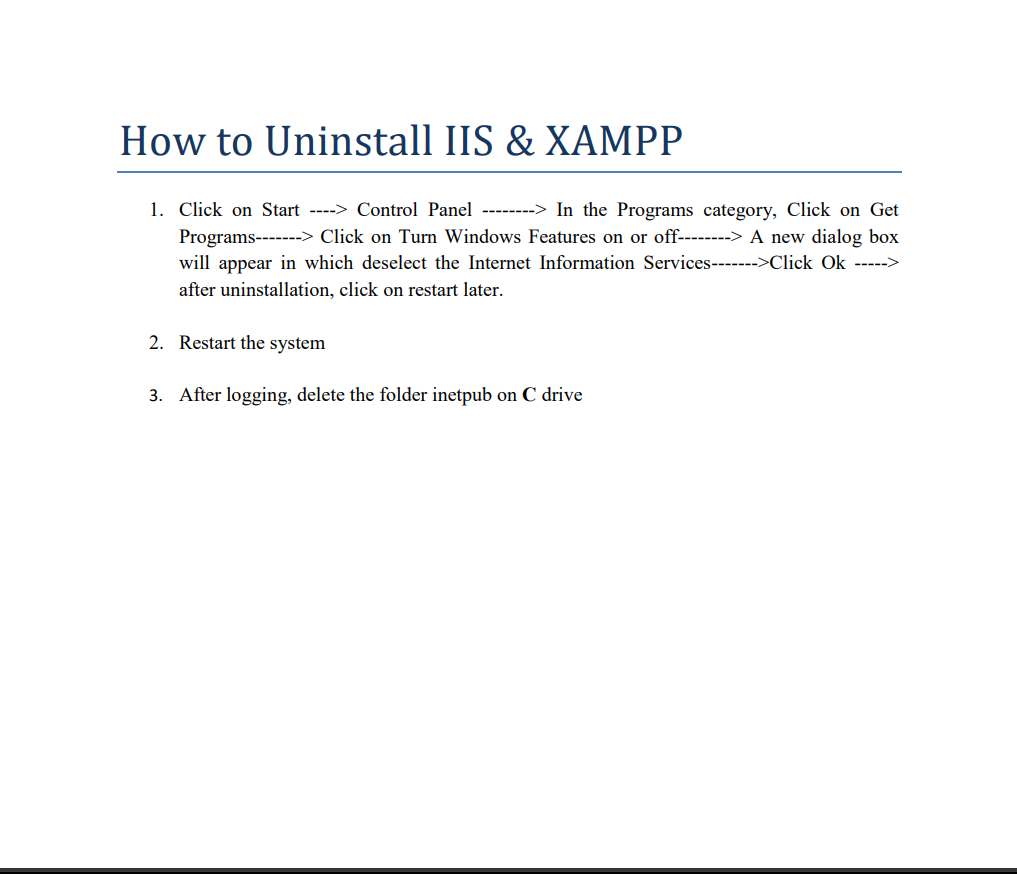 How to Uninstall IIS & XAMPP
1. Click on Start ----> Control Panel --------> In the Programs category, Click on Get
Programs-------> Click on Turn Windows Features on or off--------> A new dialog box
will appear in which deselect the Internet Information Services------->Click Ok ----->
after uninstallation, click on restart later.
2. Restart the system
3. After logging, delete the folder inetpub on C drive